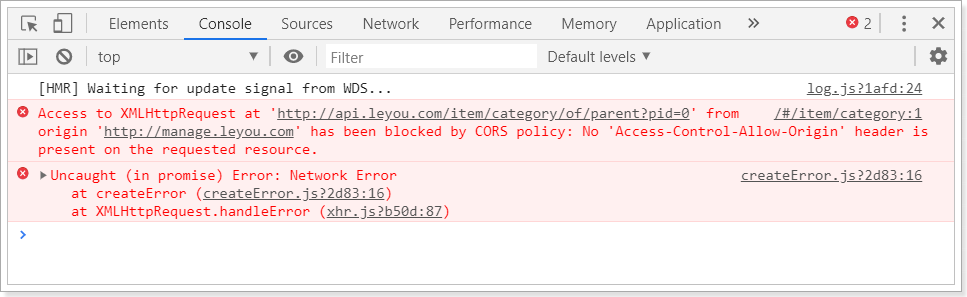 Elements Console Sources Network Performance Memory Application » 2
top Filter Default levels
[HMR] Waiting for update signal from WDS... log.js?1afd:24
Access to XMLHttpRequest at 'http://api.leyou.com/item/category/of/parent?pid=0' from /#/item/category:1
origin 'http://manage.leyou.com' has been blocked by CORS policy: No 'Access-Control-Allow-Origin' header is
present on the requested resource.
Uncaught (in promise) Error: Network Error createError.js?2d83:16
at createError (createError.js?2d83:16)
at XMLHttpRequest.handleError (xhr.js?b50d:87)